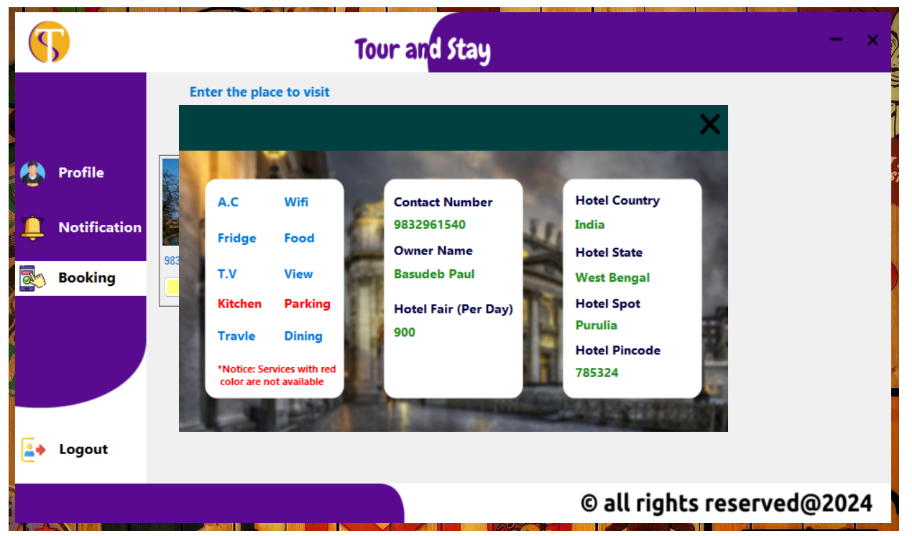 Tour and Stay
Enter the place to visit
Profile
Notification
Booking
Logout
983
A.C Wifi
Fridge Food
T.V View
Kitchen Parking
Travle Dining
*Notice: Services with red
color are not available
Contact Number
9832961540
Owner Name
Basudeb Paul
Hotel Fair (Per Day)
900
Hotel Country
India
Hotel State
West Bengal
Hotel Spot
Purulia
Hotel Pincode
785324
© all rights reserved@2024